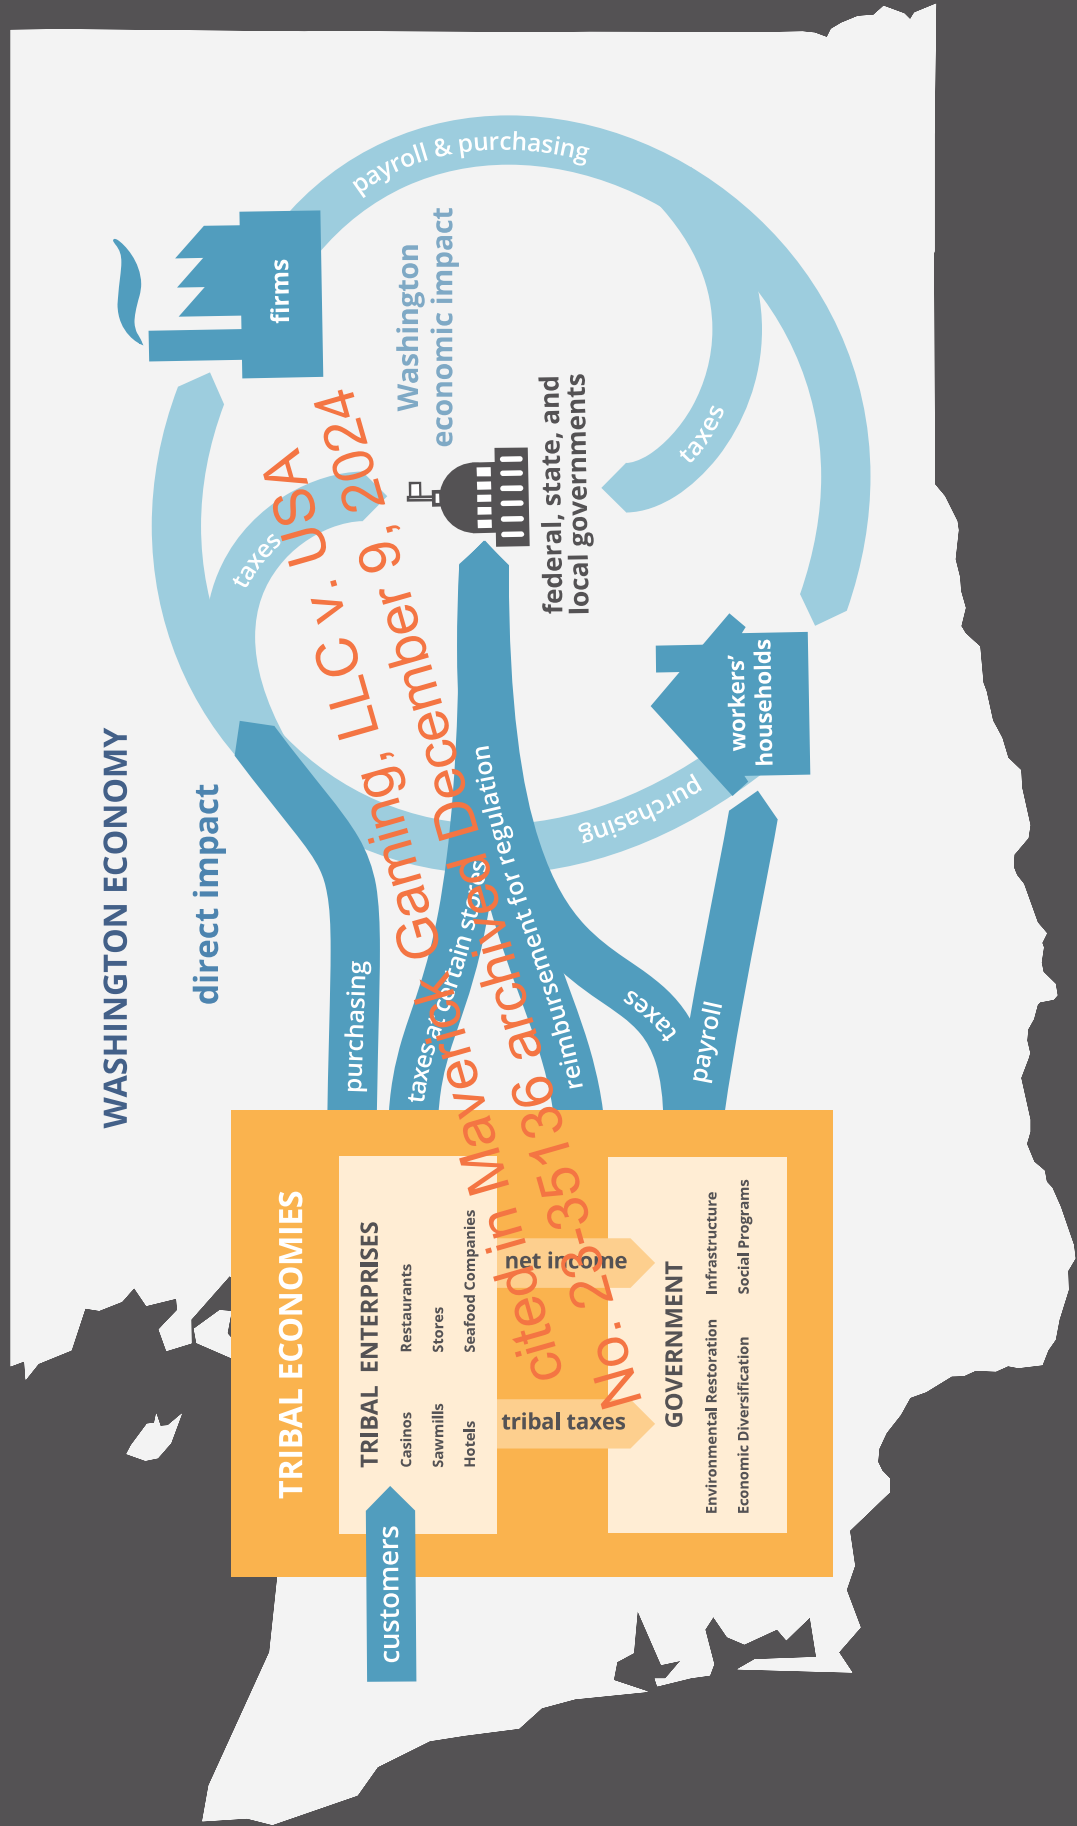 WASHINGTON ECONOMY
direct impact
TRIBAL ECONOMIES
TRIBAL ENTERPRISES
Casinos
Restaurants
Sawmills
Stores
Hotels
Seafood Companies
customers
tribal taxes
net income
GOVERNMENT
Environmental Restoration
Infrastructure
Economic Diversification
Social Programs
purchasing
taxes at certain stores
reimbursement for regulation
taxes
payroll
firms
taxes
Washington
economic impact
federal, state, and
local governments
payroll & purchasing
taxes
workers’
households
purchasing
cited in Maverick Gaming, LLC v. USA
No. 23-35136 archived December 9, 2024